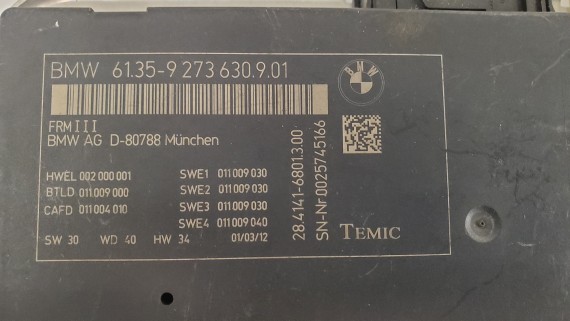 BMW 61.35-9 273 630.9.01
BMW
FRMIII
BMW AG D-80788 München
HWEL 002 000 001
BTLD 011 009 000
CAFD 011 004 010
SWE1 011 009 030
SWE2 011 009 030
SWE3 011 009 030
SWE4 011 009 040
SW 30 WD 40 HW 34 01/03/12
28.4141-6801.3.00
SN-Nr 0025745166
TEMIC